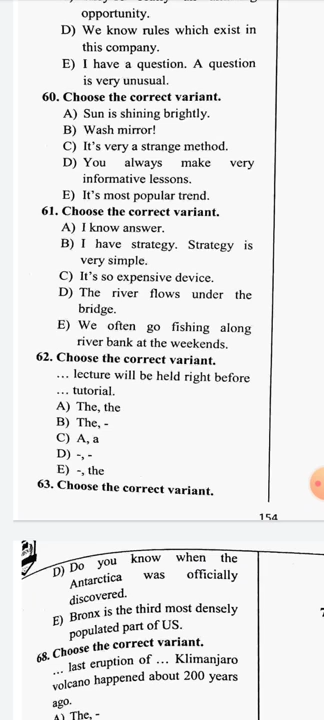 opportunity.
D) We know rules which exist in
this company.
E) I have a question. A question
is very unusual.
60. Choose the correct variant.
A) Sun is shining brightly.
B) Wash mirror!
C) It's very a strange method.
D) You always make very
informative lessons.
E) It's most popular trend.
61. Choose the correct variant.
A) I know answer.
B) I have strategy. Strategy is
very simple.
C) It's so expensive device.
D) The river flows under the
bridge.
E) We often go fishing along
river bank at the weekends.
62. Choose the correct variant.
... lecture will be held right before
... tutorial.
A) The, the
B) The, -
C) A, a
D) -, -
E) -, the
63. Choose the correct variant.
154
D) Do you know when the
Antarctica was officially
discovered.
E) Bronx is the third most densely
populated part of US.
68. Choose the correct variant.
... last eruption of ... Klimanjaro
volcano happened about 200 years
ago.
A) The, -